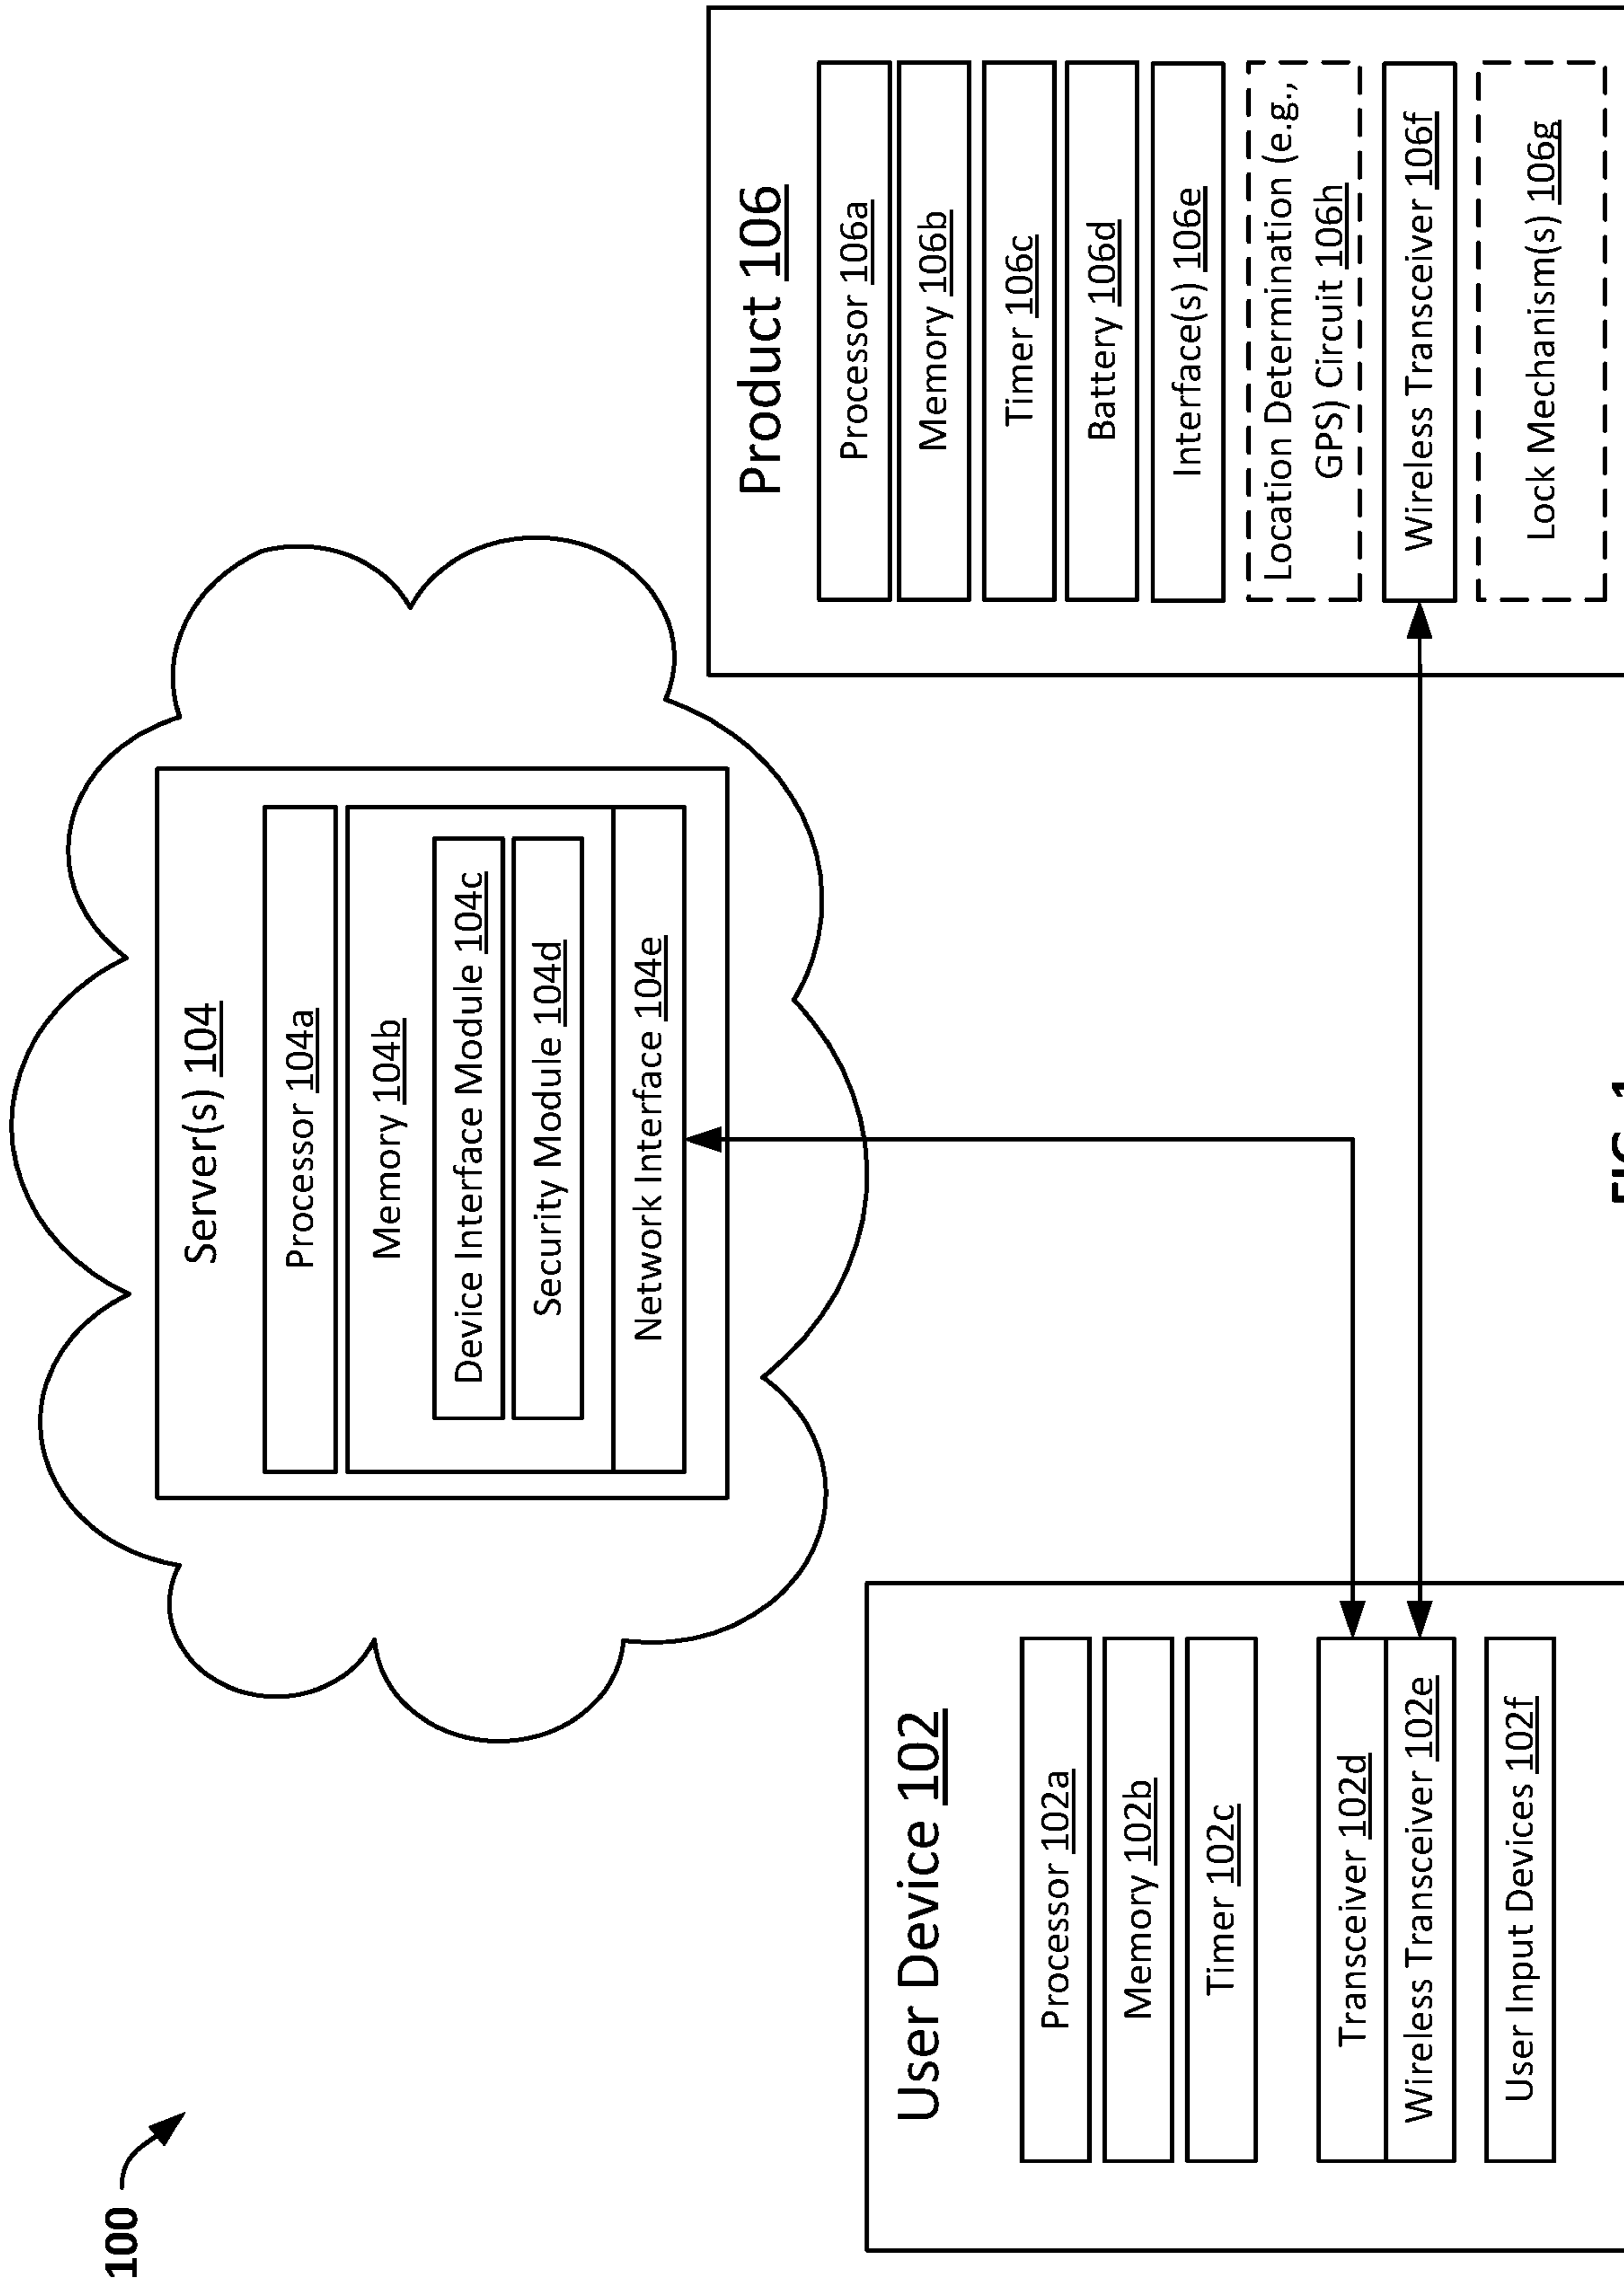 100
Server(s) 104
Processor 104a
Memory 104b
Device Interface Module 104c
Security Module 104d
Network Interface 104e
User Device 102
Processor 102a
Memory 102b
Timer 102c
Transceiver 102d
Wireless Transceiver 102e
User Input Devices 102f
Product 106
Processor 106a
Memory 106b
Timer 106c
Battery 106d
Interface(s) 106e
Location Determination (e.g.,
GPS) Circuit 106h
Wireless Transceiver 106f
Lock Mechanism(s) 106g
FIG. 1